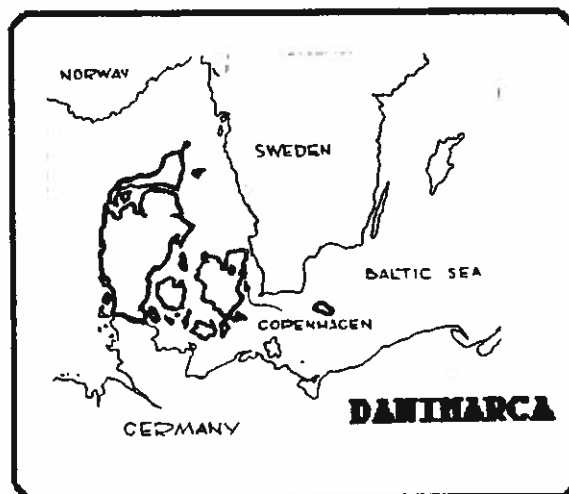 NORWAY
SWEDEN
BALTIC SEA
COPENHAGEN
DANIMARCA
GERMANY